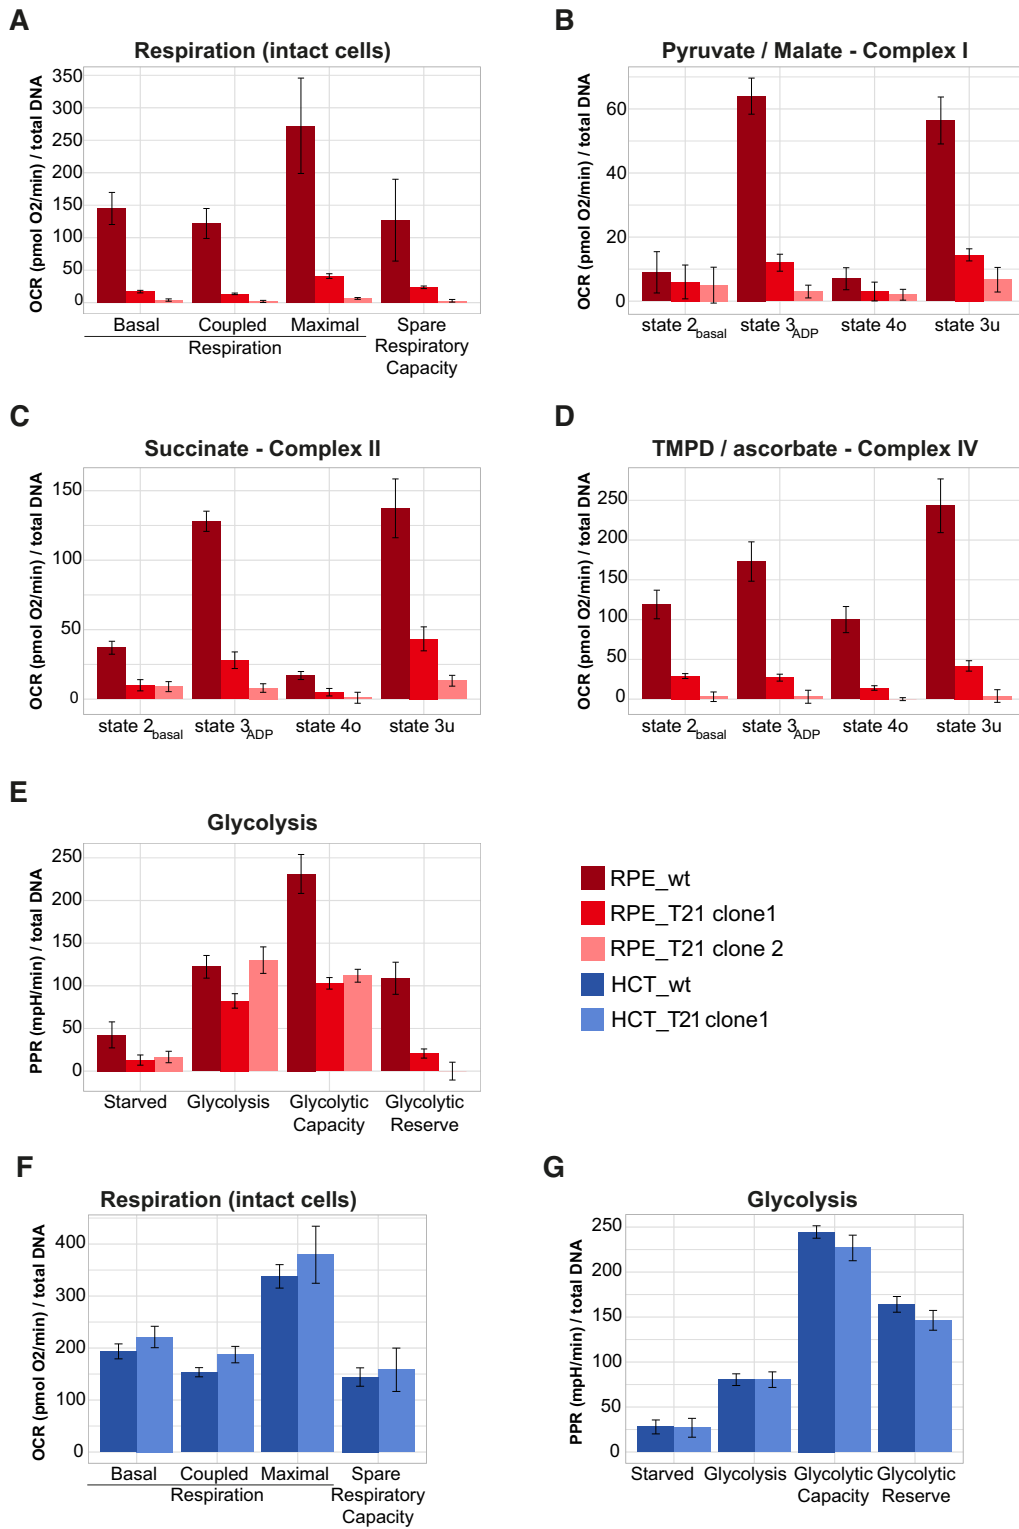 A
Respiration (intact cells)
OCR (pmol O2/min) / total DNA
350
300
250
200
150
100
50
0
Basal Coupled Maximal Spare
Respiration Respiratory
Capacity
B
Pyruvate / Malate - Complex I
OCR (pmol O2/min) / total DNA
60
40
20
0
state 2basal state 3ADP state 4o state 3u
C
Succinate - Complex II
OCR (pmol O2/min) / total DNA
150
100
50
0
state 2basal state 3ADP state 4o state 3u
D
TMPD / ascorbate - Complex IV
OCR (pmol O2/min) / total DNA
250
200
150
100
50
0
state 2basal state 3ADP state 4o state 3u
E
Glycolysis
PPR (mpH/min) / total DNA
250
200
150
100
50
0
Starved Glycolysis Glycolytic Glycolytic
Capacity Reserve
RPE_wt
RPE_T21 clone1
RPE_T21 clone 2
HCT_wt
HCT_T21 clone1
F
Respiration (intact cells)
OCR (pmol O2/min) / total DNA
400
300
200
100
0
Basal Coupled Maximal Spare
Respiration Respiratory
Capacity
G
Glycolysis
PPR (mpH/min) / total DNA
250
200
150
100
50
0
Starved Glycolysis Glycolytic Glycolytic
Capacity Reserve